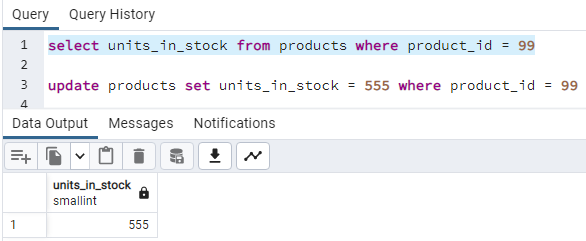 Query Query History
1 select units_in_stock from products where product_id = 99
2
3 update products set units_in_stock = 555 where product_id = 99
4
Data Output Messages Notifications
units_in_stock
smallint
1 555